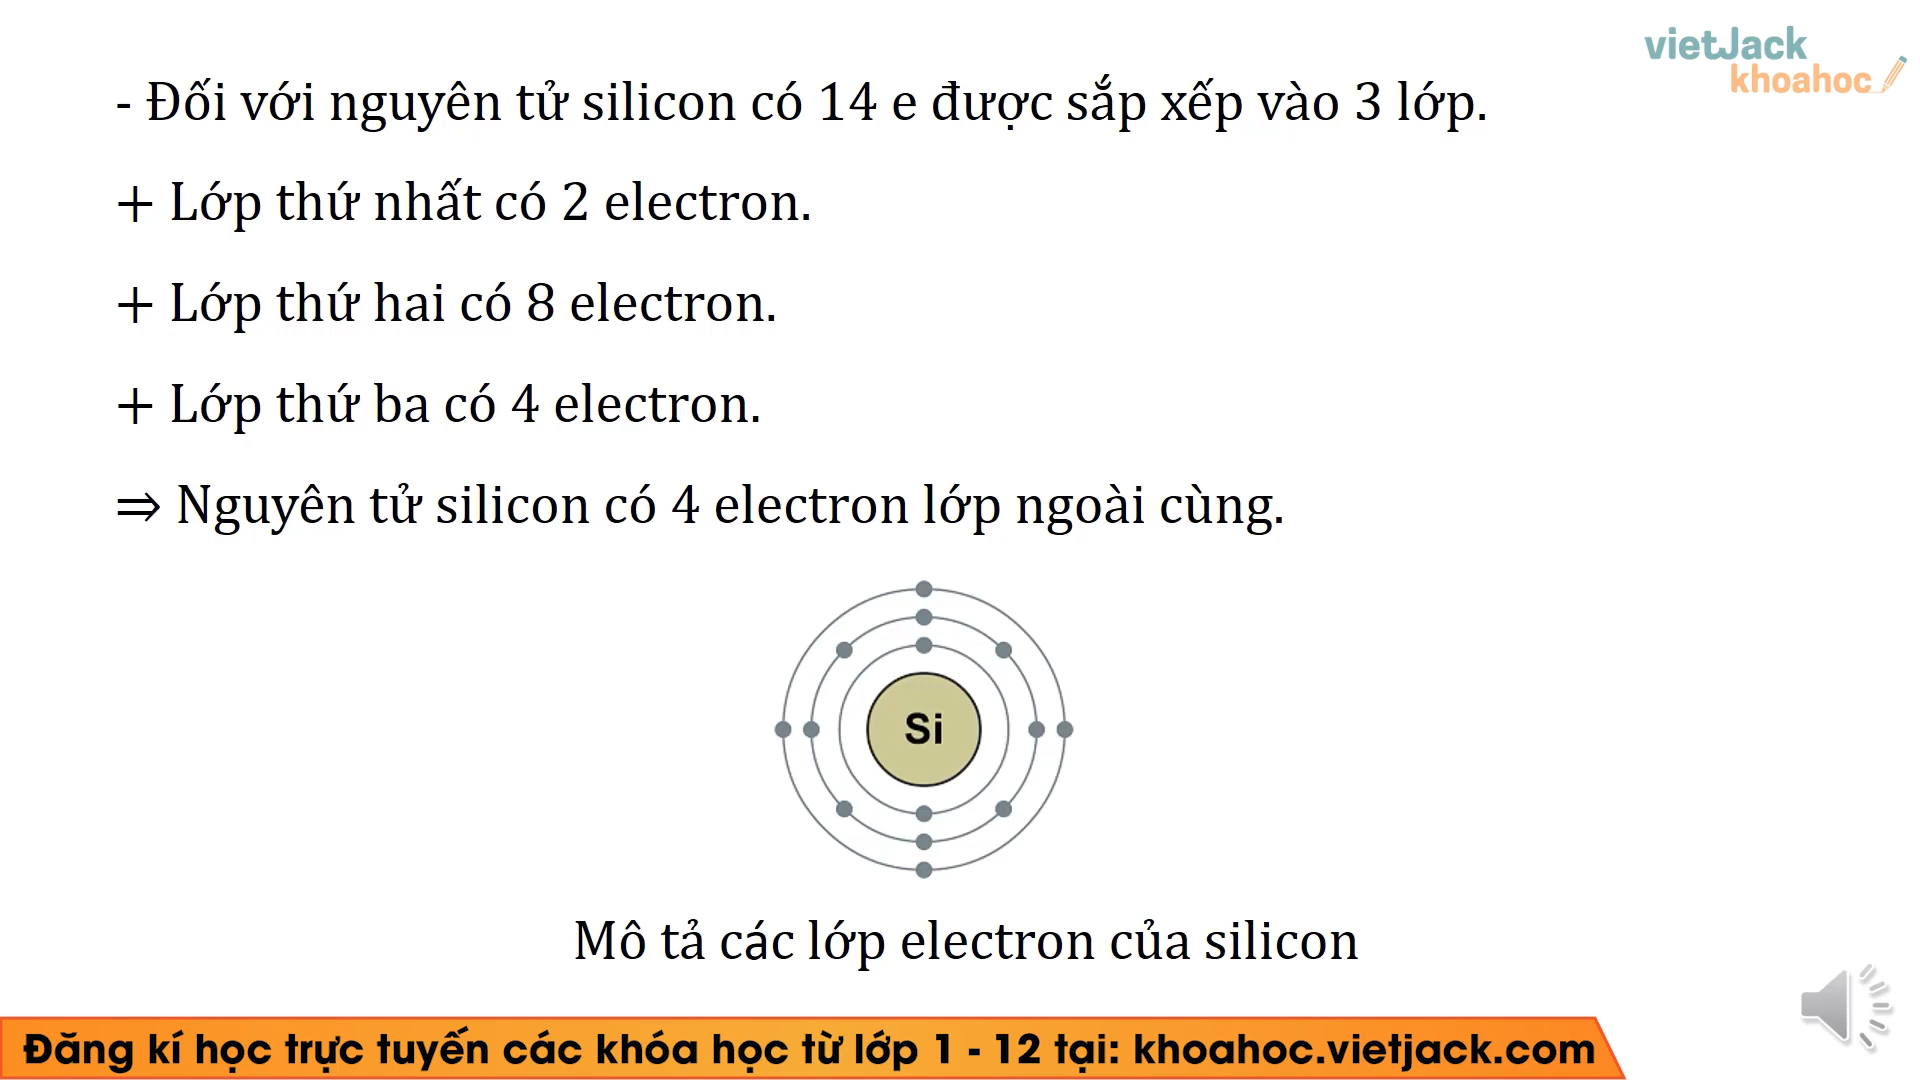 vietJack
khoahoc
- Đối với nguyên tử silicon có 14 e được sắp xếp vào 3 lớp.
+ Lớp thứ nhất có 2 electron.
+ Lớp thứ hai có 8 electron.
+ Lớp thứ ba có 4 electron.
⇒ Nguyên tử silicon có 4 electron lớp ngoài cùng.
Si
Mô tả các lớp electron của silicon
Đăng kí học trực tuyến các khóa học từ lớp 1 - 12 tại: khoahoc.vietjack.com